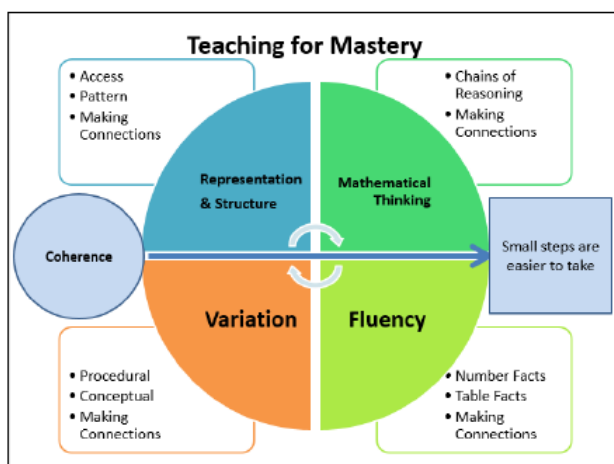 Teaching for Mastery
• Access
• Pattern
• Making
Connections
• Chains of
Reasoning
• Making
Connections
Representation
& Structure
Mathematical
Thinking
Coherence
Small steps are
easier to take
Variation
Fluency
• Procedural
• Conceptual
• Making
Connections
• Number Facts
• Table Facts
• Making
Connections